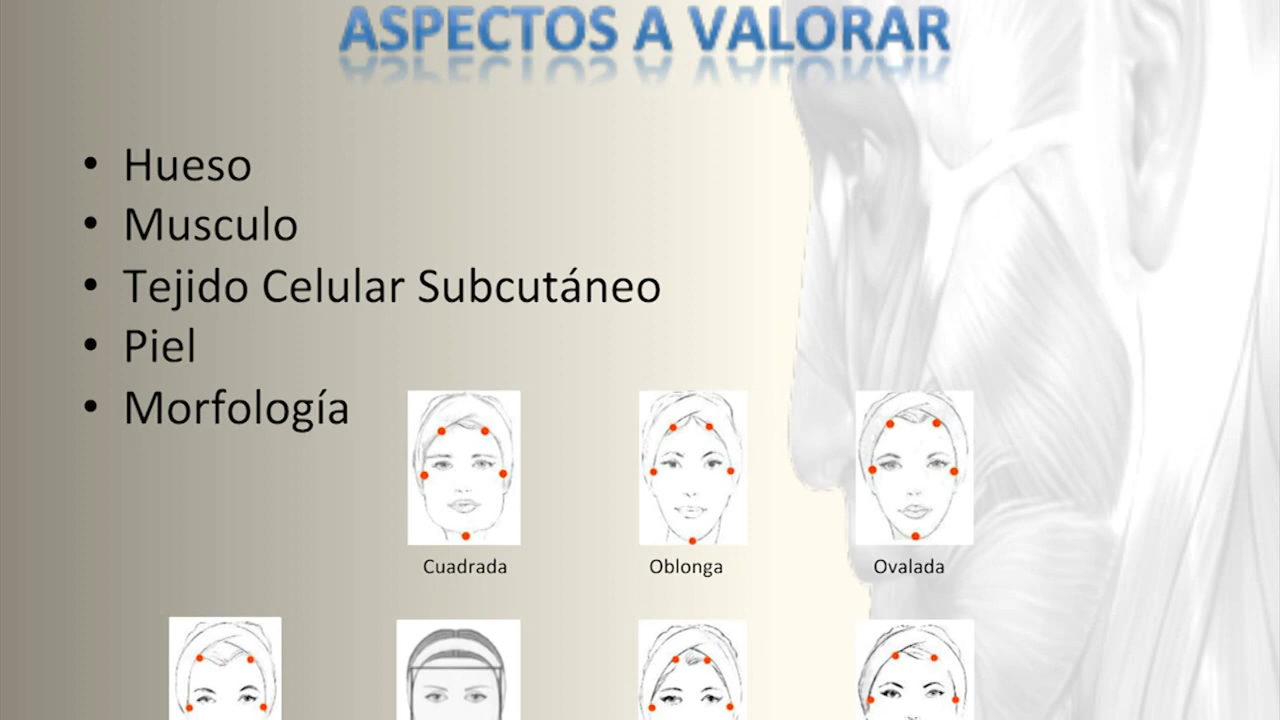 ASPECTOS A VALORAR
• Hueso
• Musculo
• Tejido Celular Subcutáneo
• Piel
• Morfología
Cuadrada
Oblonga
Ovalada